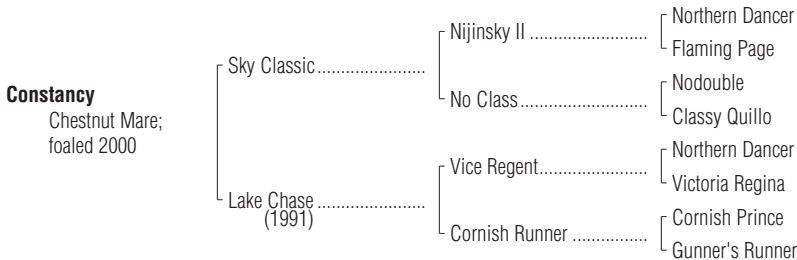 Northern Dancer
Nijinsky II ..........................
Flaming Page
Sky Classic........................
Nodouble
No Class............................
Classy Quillo
Constancy
Chestnut Mare;
foaled 2000
Northern Dancer
Vice Regent........................
Victoria Regina
Lake Chase ........................
(1991)
Cornish Prince
Cornish Runner .................
Gunner's Runner